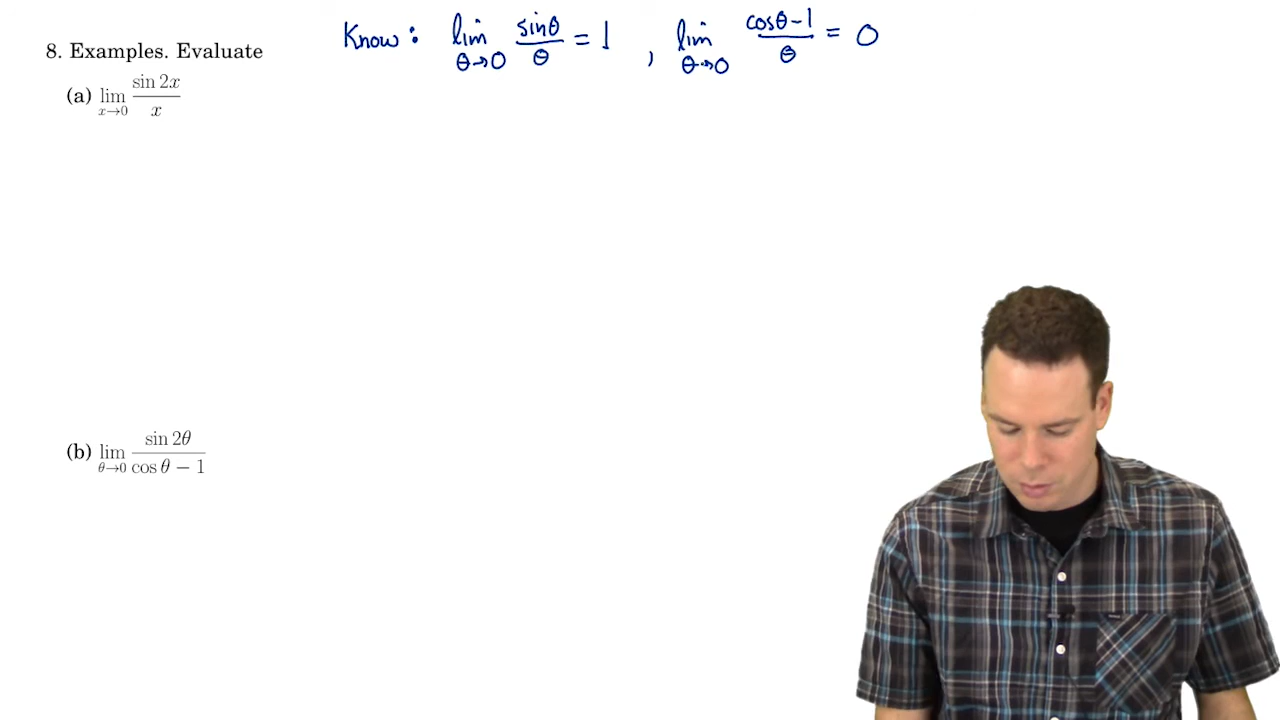 Know: lim θ→0 sinθ/θ = 1, lim θ→0 (cosθ-1)/θ = 0
8. Examples. Evaluate
(a) lim x→0 sin 2x / x
(b) lim θ→0 sin 2θ / (cos θ − 1)